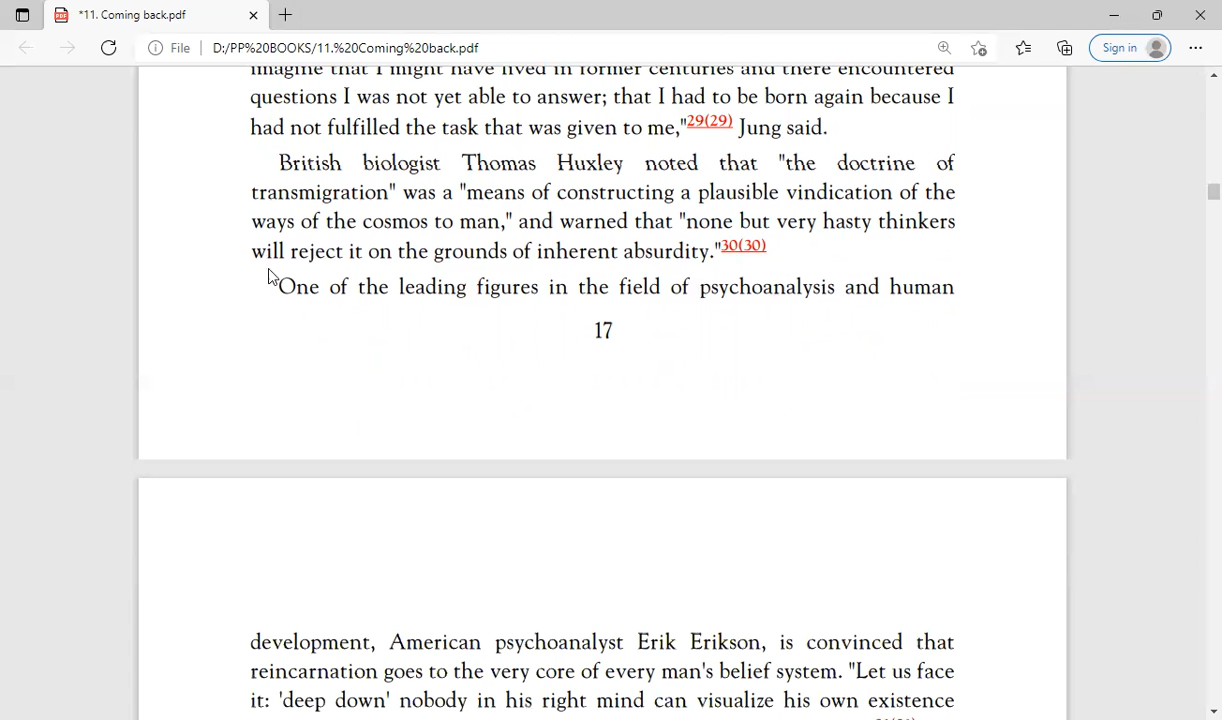 *11. Coming back.pdf
File D:/PP%20BOOKS/11.%20Coming%20back.pdf Sign in
imagine that I might have lived in former centuries and there encountered
questions I was not yet able to answer; that I had to be born again because I
had not fulfilled the task that was given to me,"29(29) Jung said.
British biologist Thomas Huxley noted that "the doctrine of
transmigration" was a "means of constructing a plausible vindication of the
ways of the cosmos to man," and warned that "none but very hasty thinkers
will reject it on the grounds of inherent absurdity."30(30)
One of the leading figures in the field of psychoanalysis and human
17
development, American psychoanalyst Erik Erikson, is convinced that
reincarnation goes to the very core of every man's belief system. "Let us face
it: 'deep down' nobody in his right mind can visualize his own existence